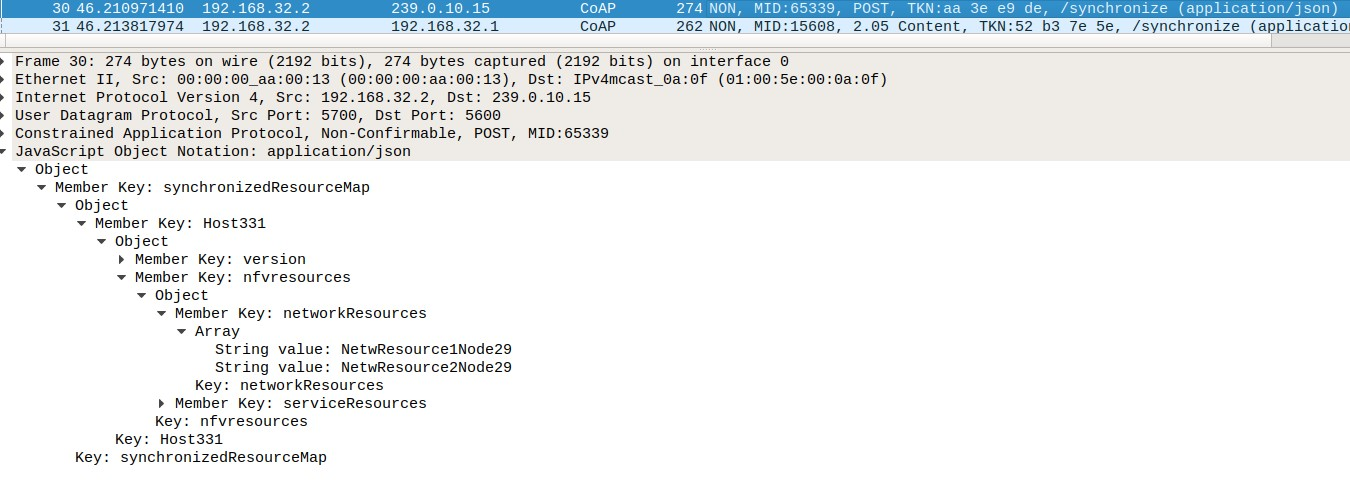 30 46.210971410 192.168.32.2 239.0.10.15 CoAP 274 NON, MID:65339, POST, TKN:aa 3e e9 de, /synchronize (application/json)
31 46.213817974 192.168.32.2 192.168.32.1 CoAP 262 NON, MID:15608, 2.05 Content, TKN:52 b3 7e 5e, /synchronize (application
Frame 30: 274 bytes on wire (2192 bits), 274 bytes captured (2192 bits) on interface 0
Ethernet II, Src: 00:00:00_aa:00:13 (00:00:00:aa:00:13), Dst: IPv4mcast_0a:0f (01:00:5e:00:0a:0f)
Internet Protocol Version 4, Src: 192.168.32.2, Dst: 239.0.10.15
User Datagram Protocol, Src Port: 5700, Dst Port: 5600
Constrained Application Protocol, Non-Confirmable, POST, MID:65339
JavaScript Object Notation: application/json
Object
Member Key: synchronizedResourceMap
Object
Member Key: Host331
Object
Member Key: version
Member Key: nfvresources
Object
Member Key: networkResources
Array
String value: NetwResource1Node29
String value: NetwResource2Node29
Key: networkResources
Member Key: serviceResources
Key: nfvresources
Key: Host331
Key: synchronizedResourceMap